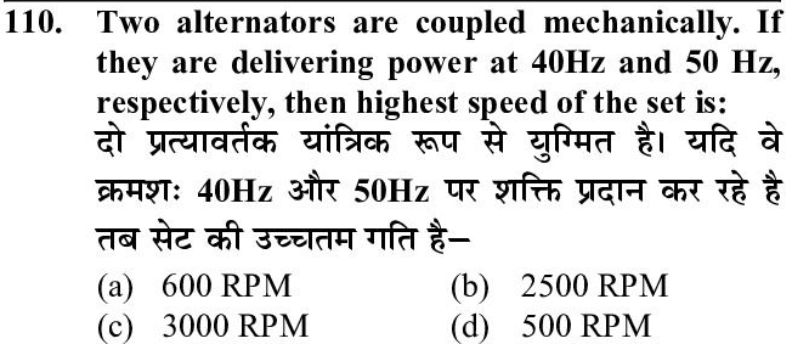 110. Two alternators are coupled mechanically. If
they are delivering power at 40Hz and 50 Hz,
respectively, then highest speed of the set is:
दो प्रत्यावर्तक यांत्रिक रूप से युग्मित है। यदि वे
क्रमशः 40Hz और 50Hz पर शक्ति प्रदान कर रहे है
तब सेट की उच्चतम गति है–
(a) 600 RPM (b) 2500 RPM
(c) 3000 RPM (d) 500 RPM